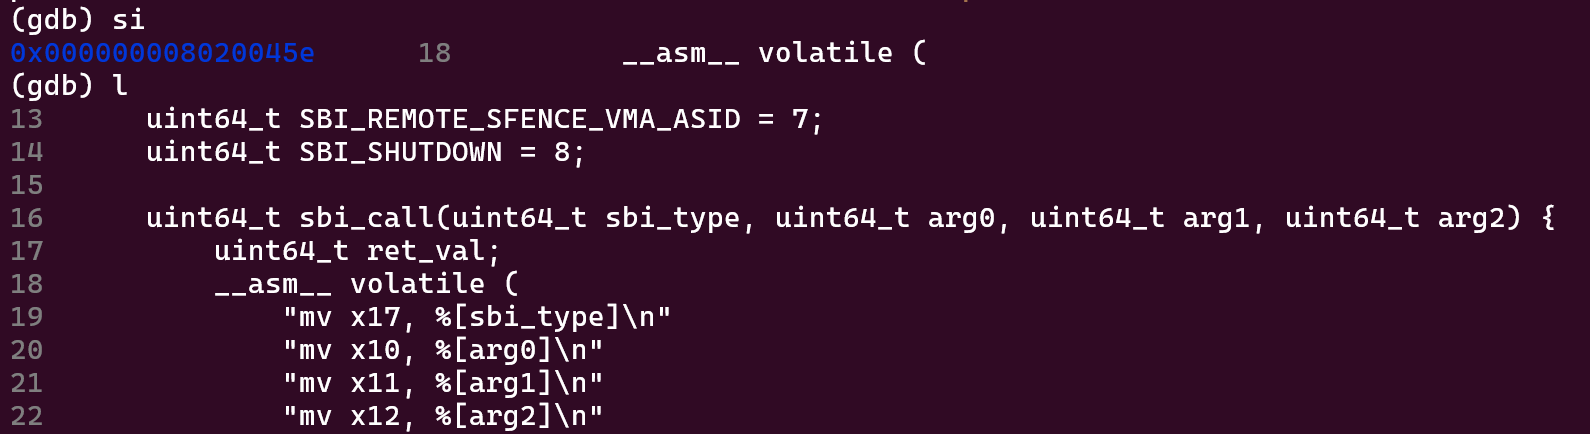 (gdb) si
0x000000008020045e      18          __asm__ volatile (
(gdb) l
13      uint64_t SBI_REMOTE_SFENCE_VMA_ASID = 7;
14      uint64_t SBI_SHUTDOWN = 8;
15
16      uint64_t sbi_call(uint64_t sbi_type, uint64_t arg0, uint64_t arg1, uint64_t arg2) {
17          uint64_t ret_val;
18          __asm__ volatile (
19              "mv x17, %[sbi_type]\n"
20              "mv x10, %[arg0]\n"
21              "mv x11, %[arg1]\n"
22              "mv x12, %[arg2]\n"